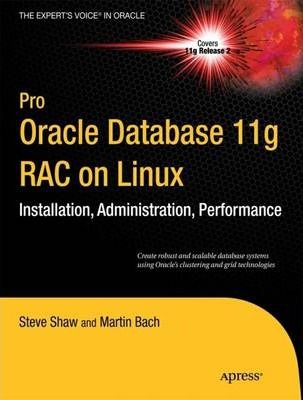 THE EXPERT'S VOICE® IN ORACLE
Covers
11g Release 2
Pro
Oracle Database 11g
RAC on Linux
Installation, Administration, Performance
Create robust and scalable database systems
using Oracle's clustering and grid technologies
Steve Shaw and Martin Bach
Apress®